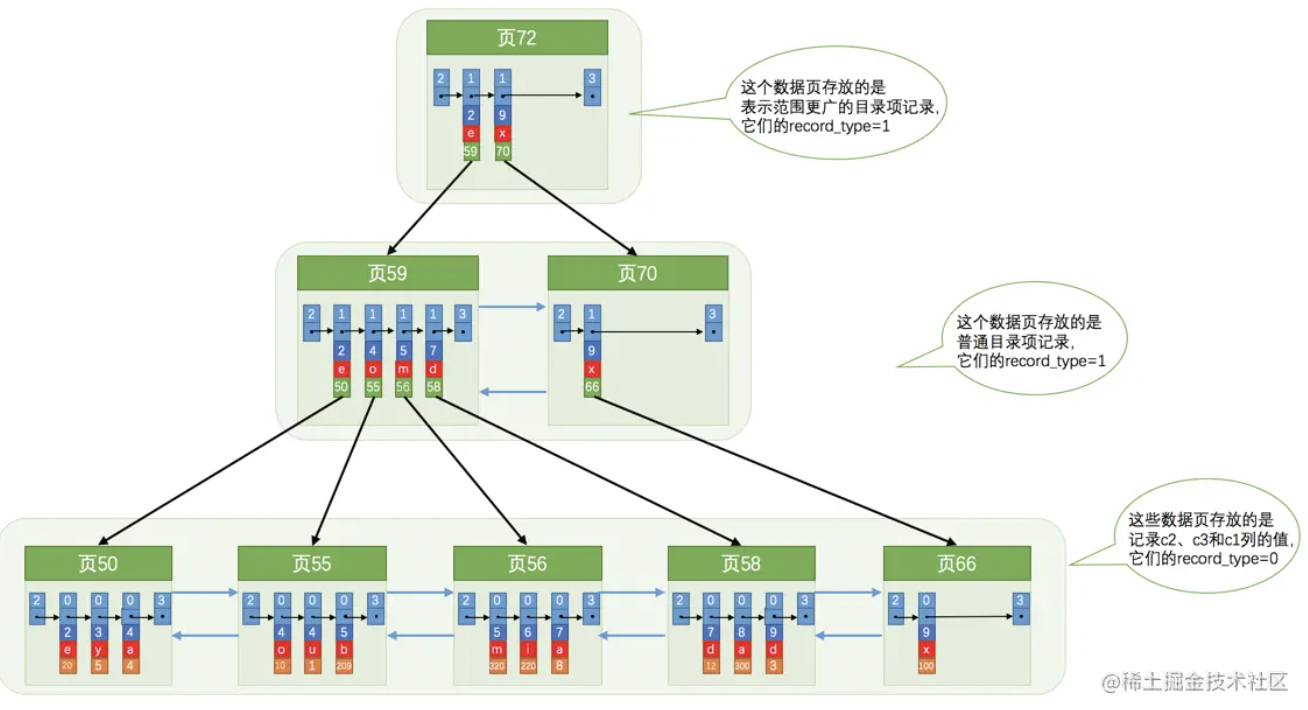 页72
2 1 1 3
2 9
e x
59 70
这个数据页存放的是
表示范围更广的目录项记录,
它们的record_type=1
页59 页70
2 1 1 1 1 3 2 1 3
2 4 5 7 9
e o m d x
50 55 56 58 66
这个数据页存放的是
普通目录项记录,
它们的record_type=1
这些数据页存放的是
记录c2、c3和c1列的值,
它们的record_type=0
页50 页55 页56 页58 页66
2 0 0 0 3 2 0 0 0 3 2 0 0 0 3 2 0 0 0 3 2 0 3
2 3 4 4 4 5 5 6 7 7 8 9 9
e y a o u b m i a d a d x
20 5 4 10 1 209 320 220 8 12 300 3 100
@稀土掘金技术社区